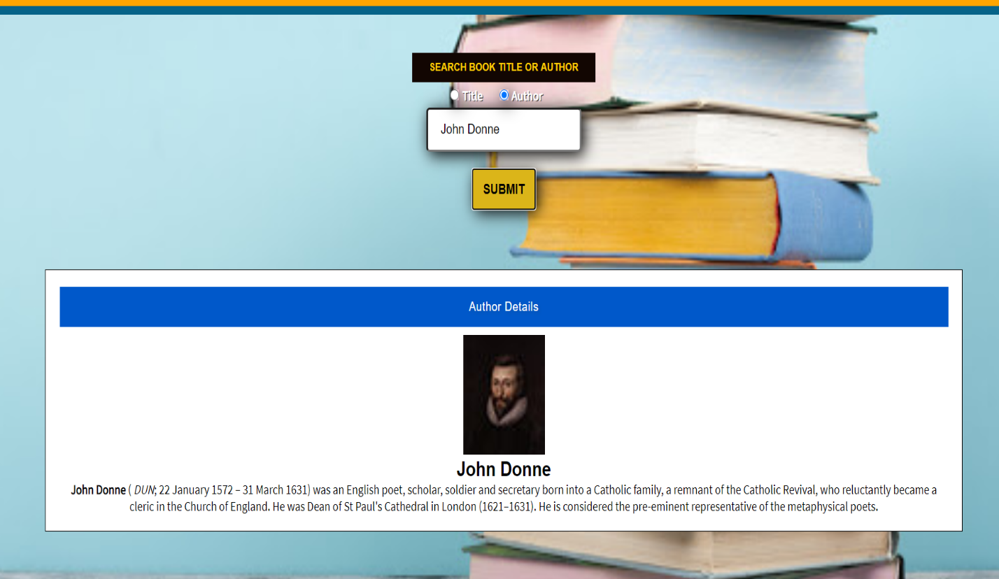 SEARCH BOOK TITLE OR AUTHOR
Title Author
John Donne
SUBMIT
Author Details
John Donne
John Donne ( DUN; 22 January 1572 – 31 March 1631) was an English poet, scholar, soldier and secretary born into a Catholic family, a remnant of the Catholic Revival, who reluctantly became a
cleric in the Church of England. He was Dean of St Paul's Cathedral in London (1621–1631). He is considered the pre-eminent representative of the metaphysical poets.